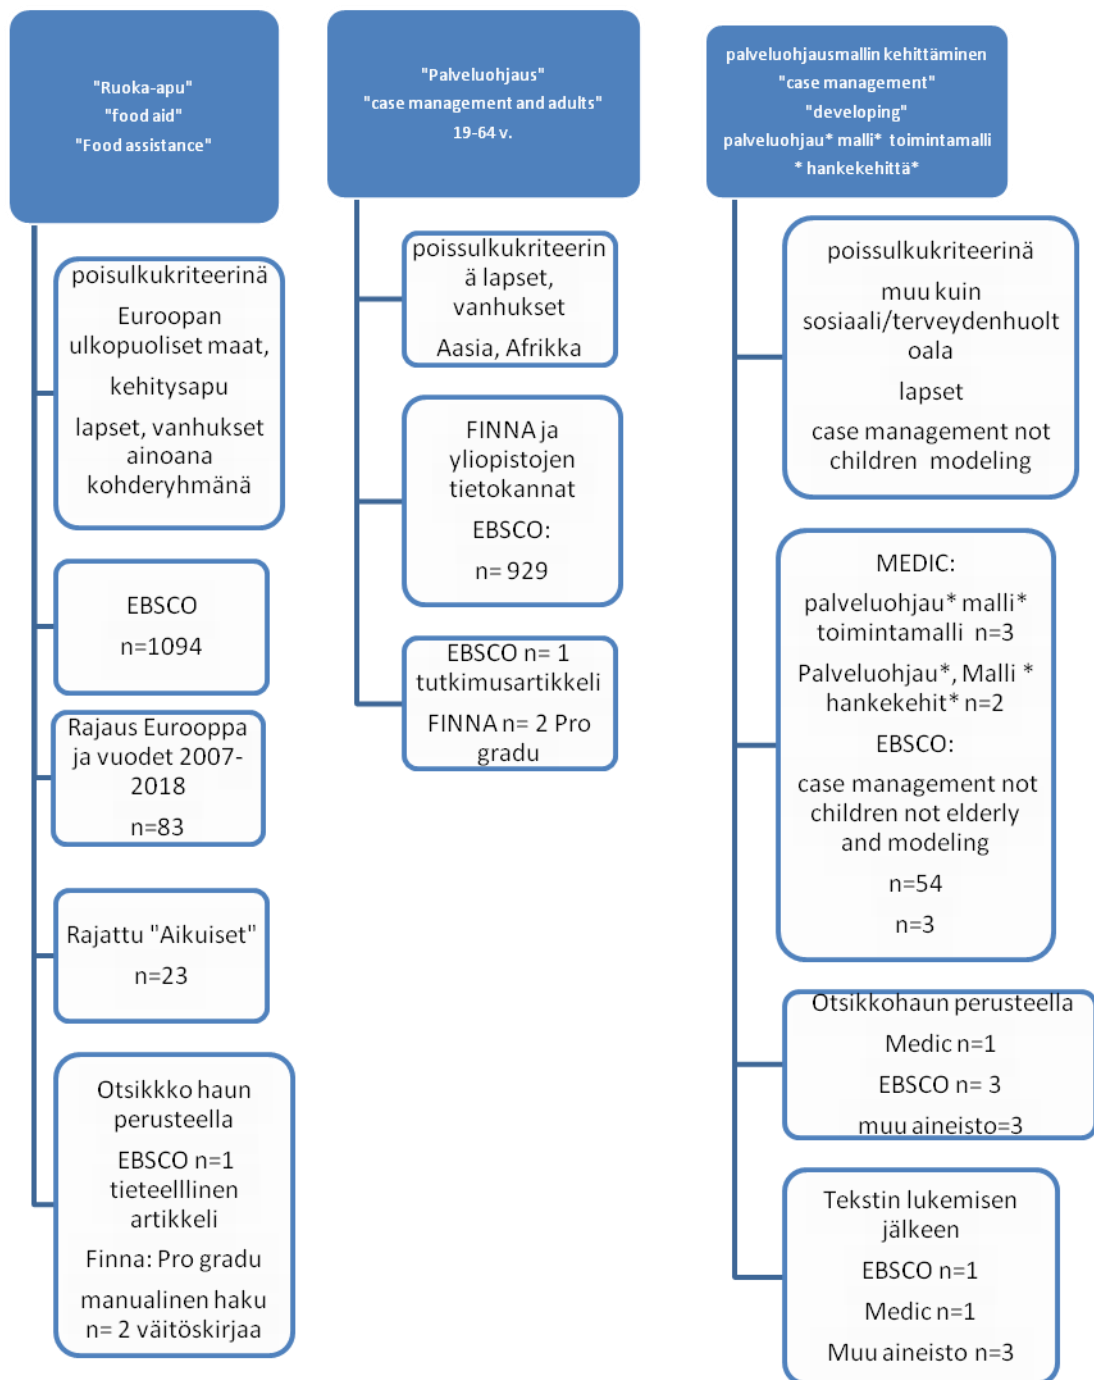 "Ruoka-apu"
"food aid"
"Food assistance"
poisulkukriteerinä
Euroopan
ulkopuoliset maat,
kehitysapu
lapset, vanhukset
ainoana
kohderyhmänä
EBSCO
n=1094
Rajaus Eurooppa
ja vuodet 2007-
2018
n=83
Rajattu "Aikuiset"
n=23
Otsikkko haun
perusteella
EBSCO n=1
tieteelllinen
artikkeli
Finna: Pro gradu
manualinen haku
n= 2 väitöskirjaa
"Palveluohjaus"
"case management and adults"
19-64 v.
poissulkukriteerin
ä lapset,
vanhukset
Aasia, Afrikka
FINNA ja
yliopistojen
tietokannat
EBSCO:
n= 929
EBSCO n= 1
tutkimusartikkeli
FINNA n= 2 Pro
gradu
palveluohjausmallin kehittäminen
"case management"
"developing"
palveluohjau* malli* toimintamalli
* hankekehittä*
poissulkukriteerinä
muu kuin
sosiaali/terveydenhuolt
oala
lapset
case management not
children modeling
MEDIC:
palveluohjau* malli*
toimintamalli n=3
Palveluohjau*, Malli *
hankekehit* n=2
EBSCO:
case management not
children not elderly
and modeling
n=54
n=3
Otsikkohaun perusteella
Medic n=1
EBSCO n= 3
muu aineisto=3
Tekstin lukemisen
jälkeen
EBSCO n=1
Medic n=1
Muu aineisto n=3